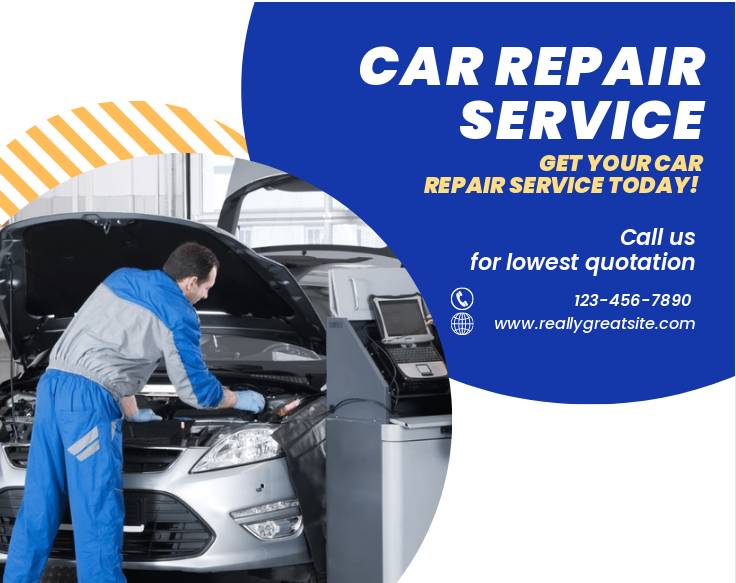 CAR REPAIR
SERVICE
GET YOUR CAR
REPAIR SERVICE TODAY!
Call us
for lowest quotation
123-456-7890
www.reallygreatsite.com